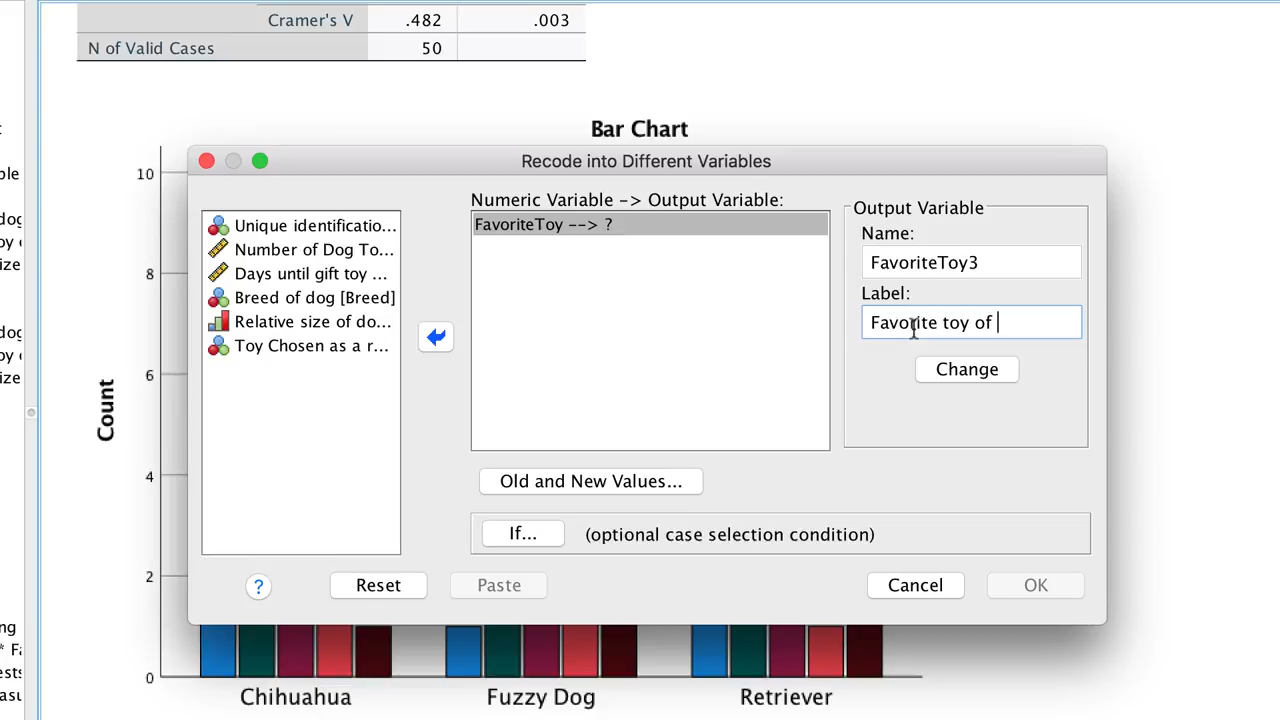 Cramer's V .482 .003
N of Valid Cases 50
Bar Chart
Recode into Different Variables
Unique identificatio...
Number of Dog To...
Days until gift toy ...
Breed of dog [Breed]
Relative size of do...
Toy Chosen as a r...
Numeric Variable -> Output Variable:
FavoriteToy --> ?
Output Variable
Name:
FavoriteToy3
Label:
Favorite toy of
Change
Old and New Values...
If... (optional case selection condition)
?
Reset
Paste
Cancel
OK
Count
10
8
6
4
2
0
Chihuahua
Fuzzy Dog
Retriever